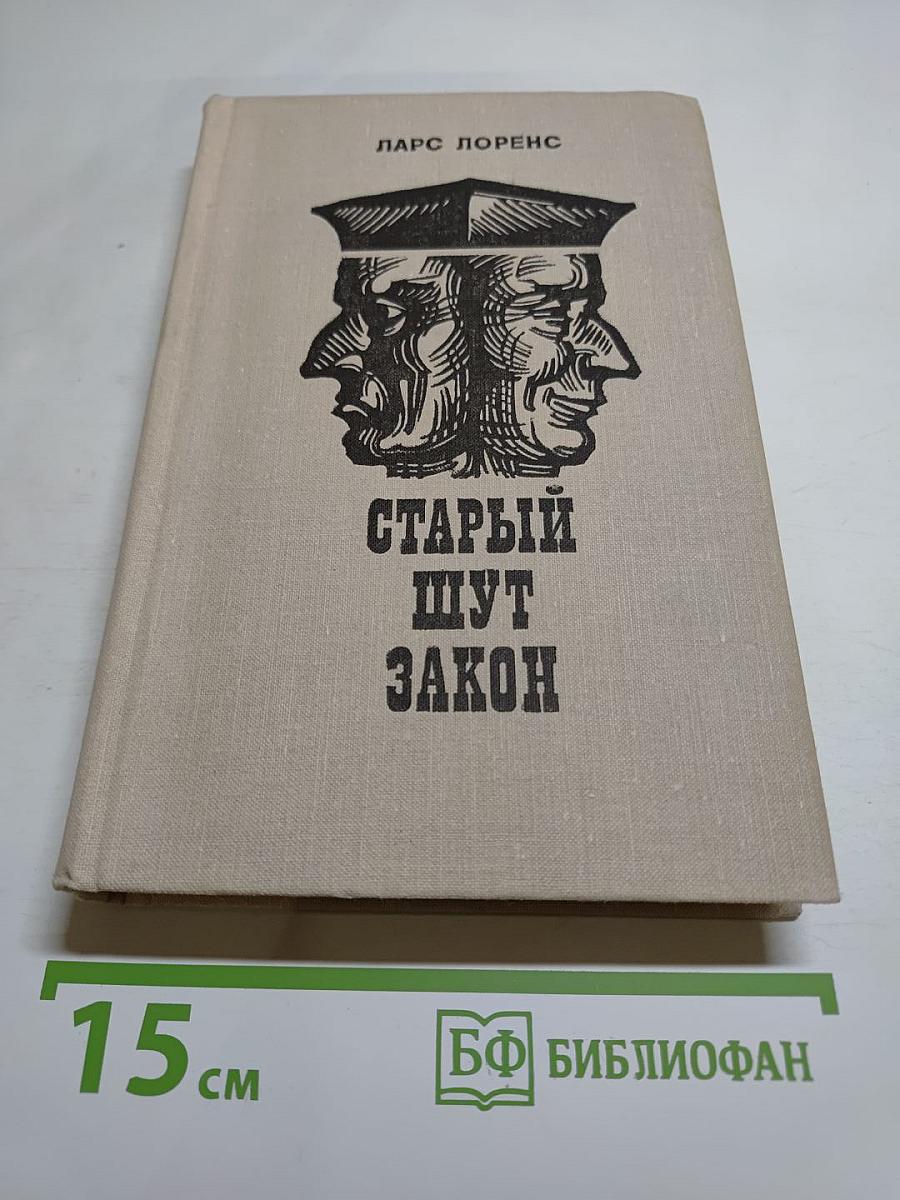 ЛАРС ЛОРЕНС
СТАРЫЙ
ШУТ
ЗАКОН
15 см
БФ БИБЛИОФАН